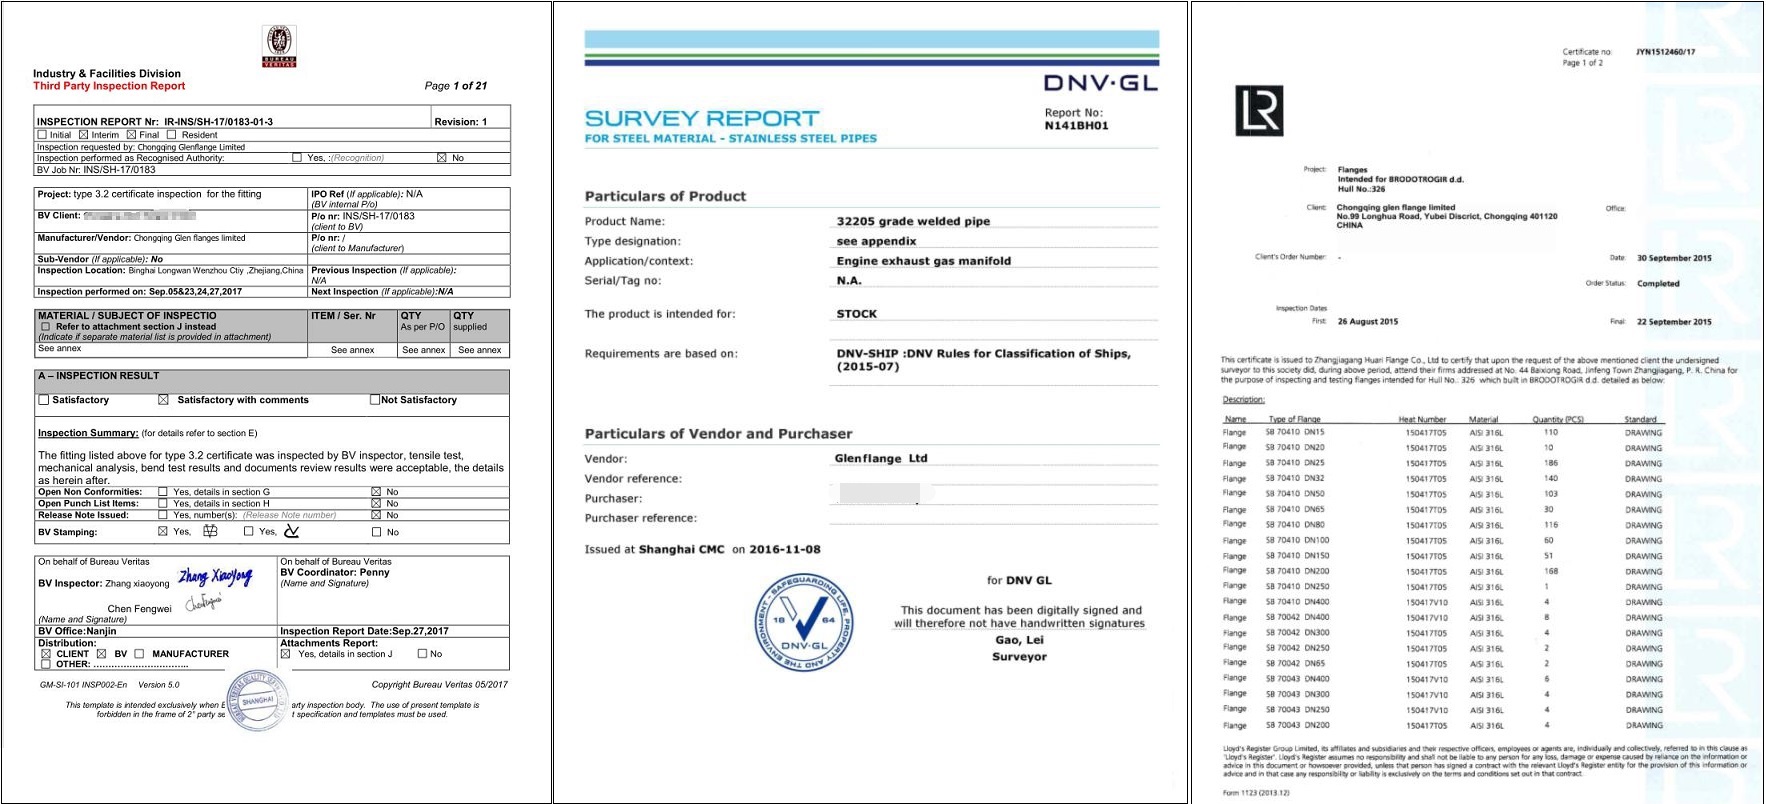 BUREAU
VERITAS
Industry & Facilities Division
Third Party Inspection Report
Page 1 of 21
INSPECTION REPORT Nr: IR-INS/SH-17/0183-01-3
Revision: 1
Initial Interim Final Resident
Inspection requested by: Chongqing Glenflange Limited
Inspection performed as Recognised Authority: Yes, :(Recognition) No
BV Job Nr: INS/SH-17/0183
Project: type 3.2 certificate inspection for the fitting
IPO Ref (If applicable): N/A
(BV internal P/o)
BV Client:
P/o nr: INS/SH-17/0183
(client to BV)
Manufacturer/Vendor: Chongqing Glen flanges limited
P/o nr: /
(client to Manufacturer)
Sub-Vendor (If applicable): No
Inspection Location: Binghai Longwan Wenzhou Ctiy ,Zhejiang,China
Previous Inspection (If applicable):
N/A
Inspection performed on: Sep.05&23,24,27,2017
Next Inspection (If applicable):N/A
MATERIAL / SUBJECT OF INSPECTIO
Refer to attachment section J instead
(Indicate if separate material list is provided in attachment)
ITEM / Ser. Nr
QTY
As per P/O
QTY
supplied
See annex
See annex
See annex
See annex
A – INSPECTION RESULT
Satisfactory Satisfactory with comments Not Satisfactory
Inspection Summary: (for details refer to section E)
The fitting listed above for type 3.2 certificate was inspected by BV inspector, tensile test,
mechanical analysis, bend test results and documents review results were acceptable, the details
as herein after.
Open Non Conformities: Yes, details in section G No
Open Punch List Items: Yes, details in section H No
Release Note Issued: Yes, number(s): (Release Note number) No
BV Stamping: Yes, Yes, No
On behalf of Bureau Veritas
BV Inspector: Zhang xiaoyong Zhang Xiaoyong
Chen Fengwei ChenFengwei
(Name and Signature)
On behalf of Bureau Veritas
BV Coordinator: Penny
(Name and Signature)
BV Office:Nanjin
Inspection Report Date:Sep.27,2017
Distribution:
CLIENT BV MANUFACTURER
OTHER: ................................
Attachments Report:
Yes, details in section J No
GM-SI-101 INSP002-En Version 5.0
Copyright Bureau Veritas 05/2017
SHANGHAI
This template is intended exclusively when B arty inspection body. The use of present template is
forbidden in the frame of 2° party se t specification and templates must be used.
DNV·GL
SURVEY REPORT
FOR STEEL MATERIAL - STAINLESS STEEL PIPES
Report No:
N141BH01
Particulars of Product
Product Name: 32205 grade welded pipe
Type designation: see appendix
Application/context: Engine exhaust gas manifold
Serial/Tag no: N.A.
The product is intended for: STOCK
Requirements are based on: DNV-SHIP :DNV Rules for Classification of Ships,
(2015-07)
Particulars of Vendor and Purchaser
Vendor: Glenflange Ltd
Vendor reference:
Purchaser:
Purchaser reference:
Issued at Shanghai CMC on 2016-11-08
SAFEGUARDING LIFE, PROPERTY AND THE ENVIRONMENT
18 64
DNV·GL
for DNV GL
This document has been digitally signed and
will therefore not have handwritten signatures
Gao, Lei
Surveyor
Certificate no: JYN1512460/17
Page 1 of 2
LR
Project: Flanges
Intended for BRODOTROGIR d.d.
Hull No.:326
Client: Chongqing glen flange limited
No.99 Longhua Road, Yubei Discrict, Chongqing 401120
CHINA
Office:
Client's Order Number: -
Date: 30 September 2015
Order Status: Completed
Inspection Dates
First: 26 August 2015
Final: 22 September 2015
This certificate is issued to Zhangjiagang Huari Flange Co., Ltd to certify that upon the request of the above mentioned client the undersigned
surveyor to this society did, during above period, attend their firms addressed at No. 44 Baixiong Road, Jinfeng Town Zhangjiagang, P. R. China for
the purpose of inspecting and testing flanges intended for Hull No.: 326 which built in BRODOTROGIR d.d. detailed as below:
Description:
Name Type of Flange Heat Number Material Quantity (PCS) Standard
Flange SB 70410 DN15 150417T05 AISI 316L 110 DRAWING
Flange SB 70410 DN20 150417T05 AISI 316L 10 DRAWING
Flange SB 70410 DN25 150417T05 AISI 316L 186 DRAWING
Flange SB 70410 DN32 150417T05 AISI 316L 140 DRAWING
Flange SB 70410 DN50 150417T05 AISI 316L 103 DRAWING
Flange SB 70410 DN65 150417T05 AISI 316L 30 DRAWING
Flange SB 70410 DN80 150417T05 AISI 316L 116 DRAWING
Flange SB 70410 DN100 150417T05 AISI 316L 60 DRAWING
Flange SB 70410 DN150 150417T05 AISI 316L 51 DRAWING
Flange SB 70410 DN200 150417T05 AISI 316L 168 DRAWING
Flange SB 70410 DN250 150417T05 AISI 316L 1 DRAWING
Flange SB 70410 DN400 150417V10 AISI 316L 4 DRAWING
Flange SB 70042 DN400 150417V10 AISI 316L 8 DRAWING
Flange SB 70042 DN300 150417T05 AISI 316L 4 DRAWING
Flange SB 70042 DN250 150417T05 AISI 316L 2 DRAWING
Flange SB 70042 DN65 150417T05 AISI 316L 2 DRAWING
Flange SB 70043 DN400 150417V10 AISI 316L 6 DRAWING
Flange SB 70043 DN300 150417V10 AISI 316L 4 DRAWING
Flange SB 70043 DN250 150417V10 AISI 316L 4 DRAWING
Flange SB 70043 DN200 150417T05 AISI 316L 4 DRAWING
Lloyd's Register Group Limited, its affiliates and subsidiaries and their respective officers, employees or agents are, individually and collectively, referred to in this clause as
'Lloyd's Register'. Lloyd's Register assumes no responsibility and shall not be liable to any person for any loss, damage or expense caused by reliance on the information or
advice in this document or howsoever provided, unless that person has signed a contract with the relevant Lloyd's Register entity for the provision of this information or
advice and in that case any responsibility or liability is exclusively on the terms and conditions set out in that contract.
Form 1123 (2013.12)